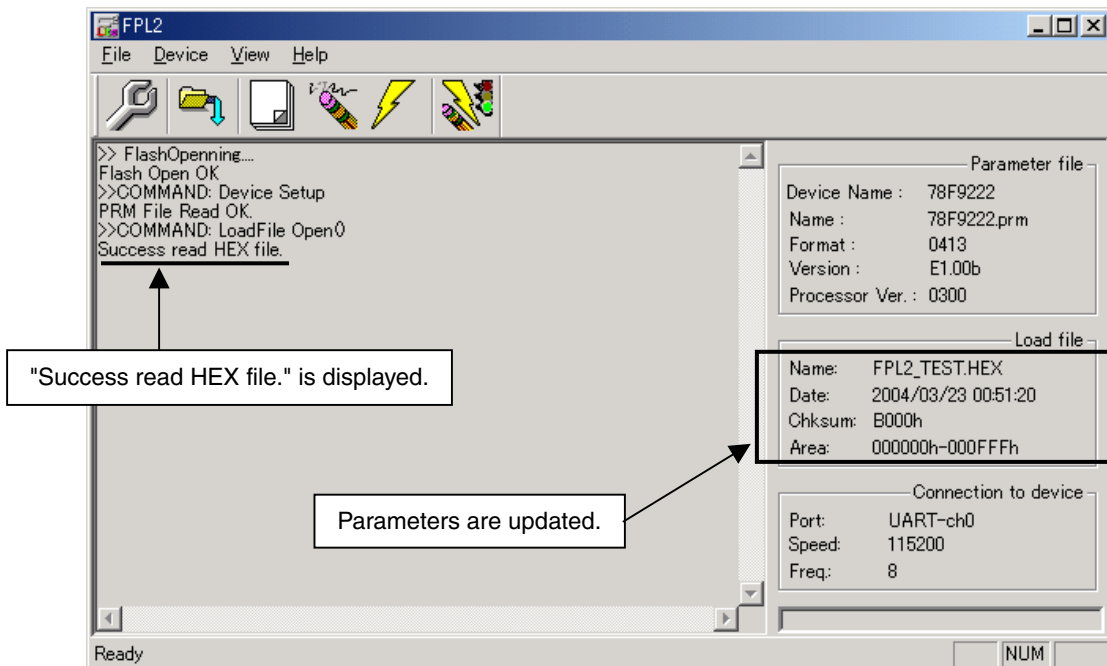 FPL2
File Device View Help
>> FlashOpenning....
Flash Open OK
>>COMMAND: Device Setup
PRM File Read OK.
>>COMMAND: LoadFile Open()
Success read HEX file.
"Success read HEX file." is displayed.
Parameters are updated.
Parameter file
Device Name : 78F9222
Name : 78F9222.prm
Format : 0413
Version : E1.00b
Processor Ver. : 0300
Load file
Name: FPL2_TEST.HEX
Date: 2004/03/23 00:51:20
Chksum: B000h
Area: 000000h-000FFFh
Connection to device
Port: UART-ch0
Speed: 115200
Freq.: 8
Ready NUM